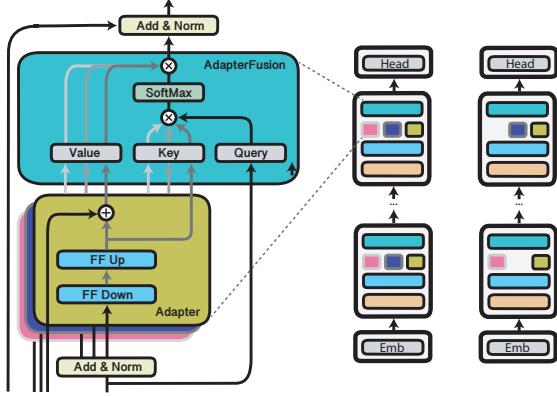 Add & Norm
AdapterFusion
SoftMax
Value
Key
Query
FF Up
FF Down
Adapter
Add & Norm
Head
...
Emb
Head
...
Emb